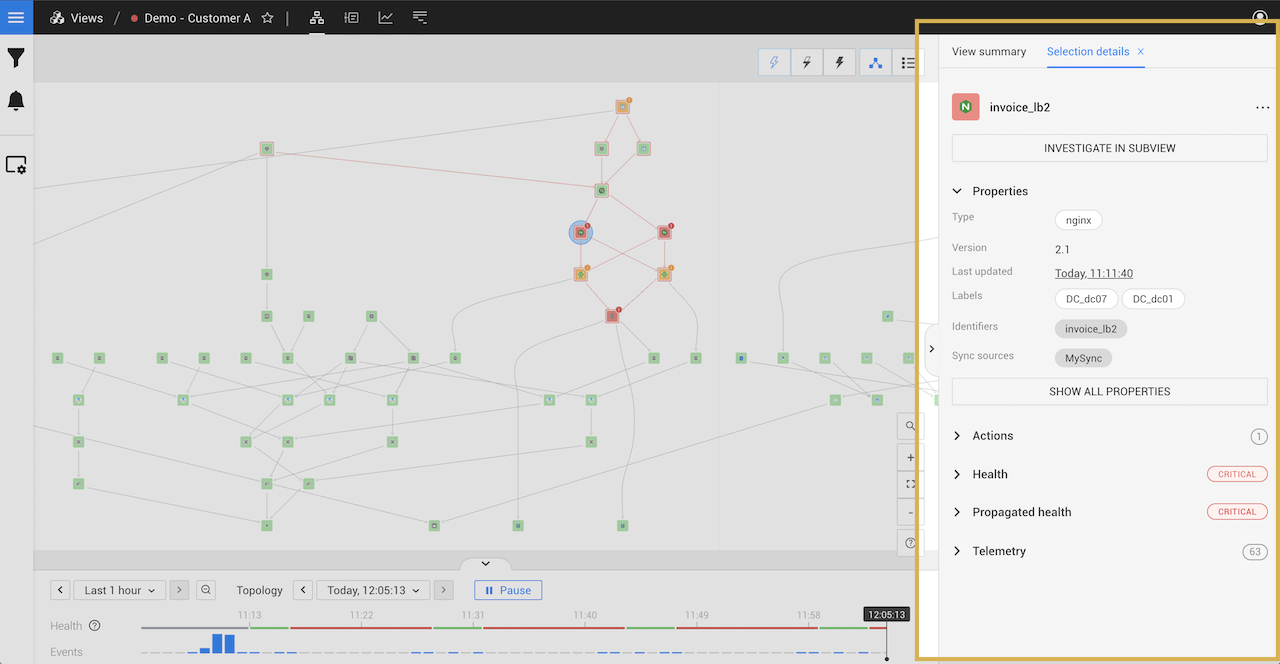 Views / Demo - Customer A
View summary
Selection details ×
invoice_lb2
INVESTIGATE IN SUBVIEW
Properties
Type
nginx
Version
2.1
Last updated
Today, 11:11:40
Labels
DC_dc07 DC_dc01
Identifiers
invoice_lb2
Sync sources
MySync
SHOW ALL PROPERTIES
Actions
1
Health
CRITICAL
Propagated health
CRITICAL
Telemetry
63
Last 1 hour
Topology
Today, 12:05:13
Pause
11:13 11:22 11:31 11:40 11:49 11:58 12:05:13
Health
Events